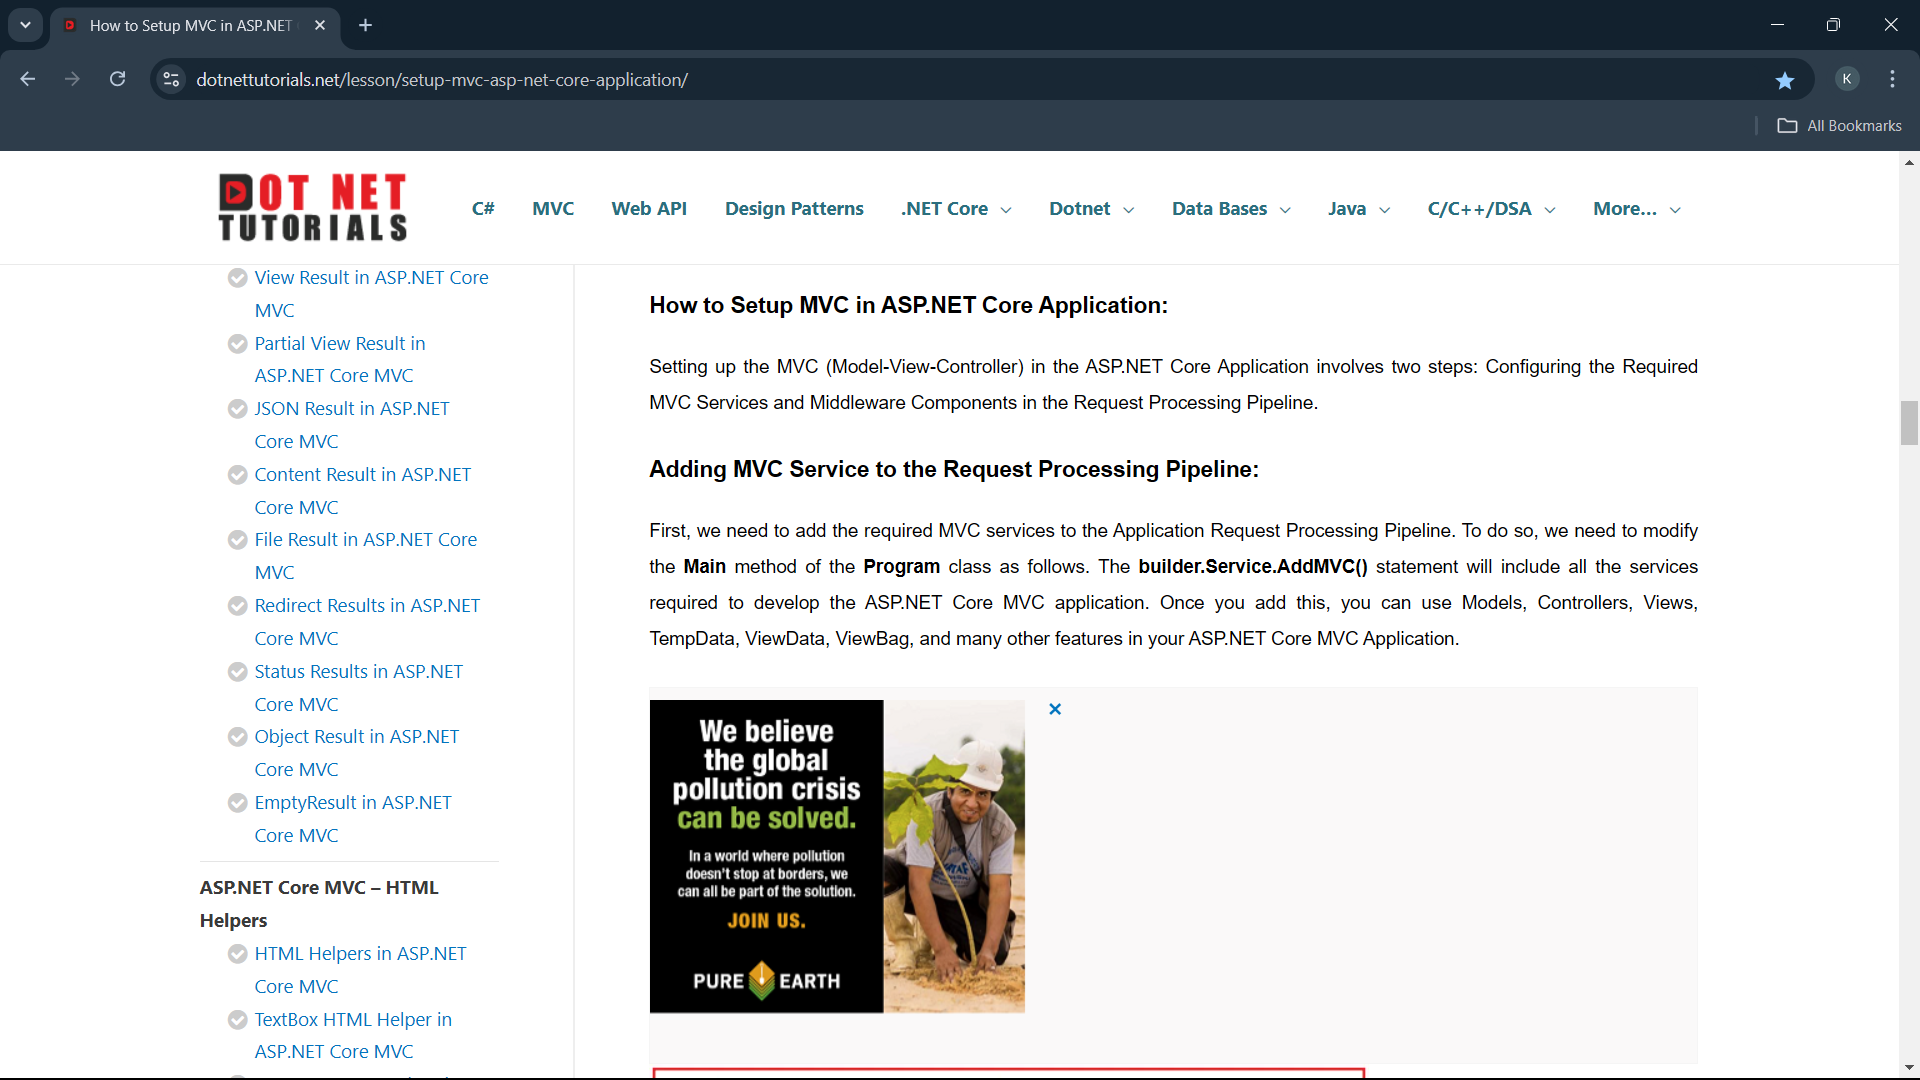 How to Setup MVC in ASP.NET
dotnettutorials.net/lesson/setup-mvc-asp-net-core-application/
K
All Bookmarks
DOT NET
TUTORIALS
C#
MVC
Web API
Design Patterns
.NET Core
Dotnet
Data Bases
Java
C/C++/DSA
More...
View Result in ASP.NET Core
MVC
Partial View Result in
ASP.NET Core MVC
JSON Result in ASP.NET
Core MVC
Content Result in ASP.NET
Core MVC
File Result in ASP.NET Core
MVC
Redirect Results in ASP.NET
Core MVC
Status Results in ASP.NET
Core MVC
Object Result in ASP.NET
Core MVC
EmptyResult in ASP.NET
Core MVC
ASP.NET Core MVC – HTML
Helpers
HTML Helpers in ASP.NET
Core MVC
TextBox HTML Helper in
ASP.NET Core MVC
How to Setup MVC in ASP.NET Core Application:
Setting up the MVC (Model-View-Controller) in the ASP.NET Core Application involves two steps: Configuring the Required
MVC Services and Middleware Components in the Request Processing Pipeline.
Adding MVC Service to the Request Processing Pipeline:
First, we need to add the required MVC services to the Application Request Processing Pipeline. To do so, we need to modify
the Main method of the Program class as follows. The builder.Service.AddMVC() statement will include all the services
required to develop the ASP.NET Core MVC application. Once you add this, you can use Models, Controllers, Views,
TempData, ViewData, ViewBag, and many other features in your ASP.NET Core MVC Application.
We believe
the global
pollution crisis
can be solved.
In a world where pollution
doesn't stop at borders, we
can all be part of the solution.
JOIN US.
PURE EARTH